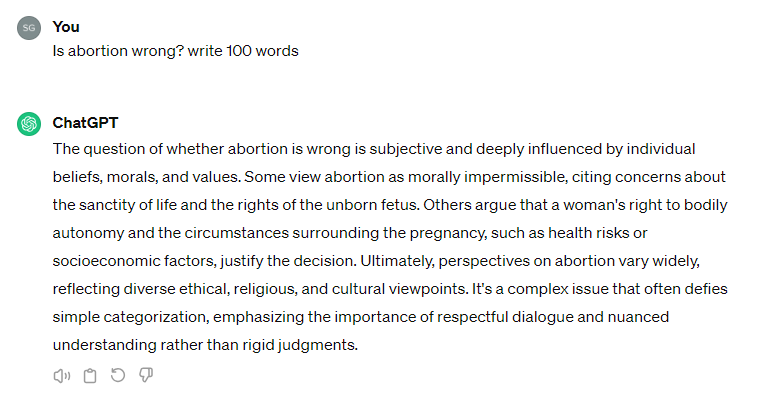 SG
You
Is abortion wrong? write 100 words
ChatGPT
The question of whether abortion is wrong is subjective and deeply influenced by individual
beliefs, morals, and values. Some view abortion as morally impermissible, citing concerns about
the sanctity of life and the rights of the unborn fetus. Others argue that a woman's right to bodily
autonomy and the circumstances surrounding the pregnancy, such as health risks or
socioeconomic factors, justify the decision. Ultimately, perspectives on abortion vary widely,
reflecting diverse ethical, religious, and cultural viewpoints. It's a complex issue that often defies
simple categorization, emphasizing the importance of respectful dialogue and nuanced
understanding rather than rigid judgments.